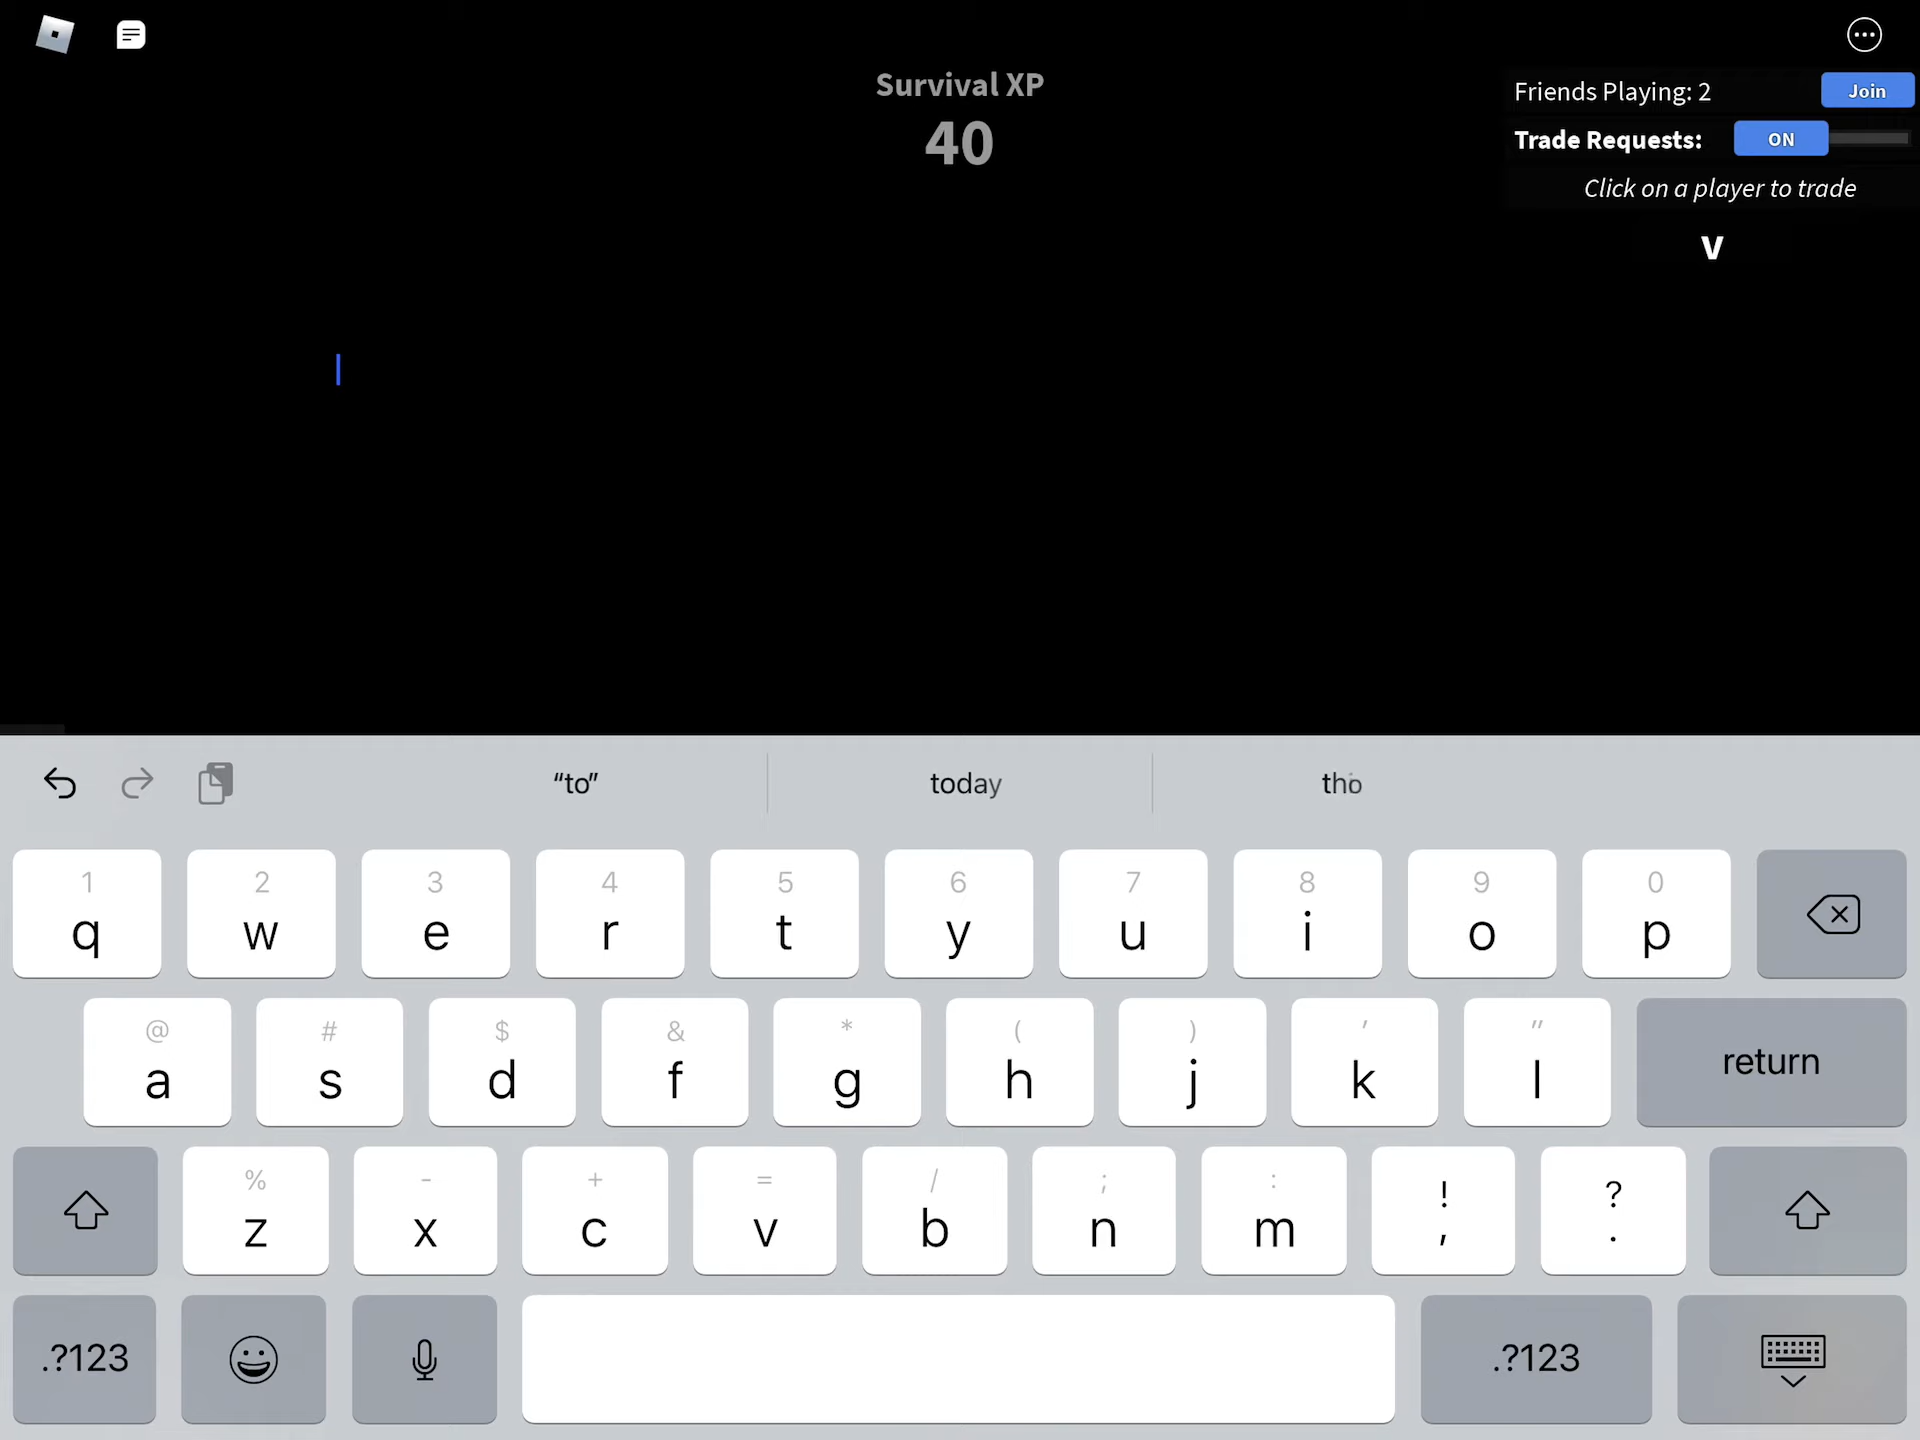 Survival XP
40
Friends Playing: 2 Join
Trade Requests: ON
Click on a player to trade
v
“to” today
1 2 3 4 5 6 7 8 9 0
q w e r t y u i o p
@ # $ & * ( ) ' "
a s d f g h j k l return
% - + = / ; : ! ?
z x c v b n m , .
.?123 .?123